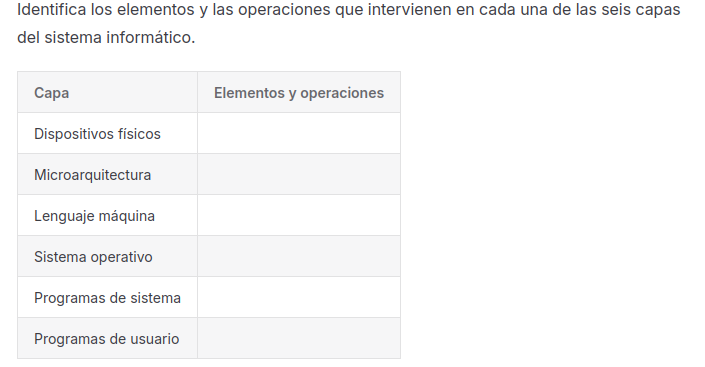 Identifica los elementos y las operaciones que intervienen en cada una de las seis capas
del sistema informático.
Capa Elementos y operaciones
Dispositivos físicos
Microarquitectura
Lenguaje máquina
Sistema operativo
Programas de sistema
Programas de usuario